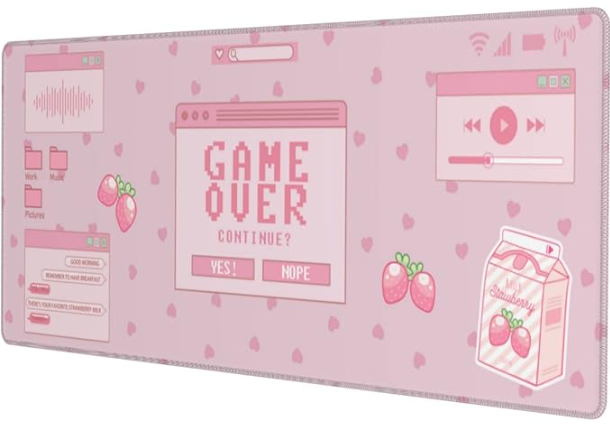 GAME
OVER
CONTINUE?
YES!
NOPE
Work
Music
Pictures
GOOD MORNING
REMEMBER TO HAVE BREAKFAST
THERE'S YOUR FAVORITE STRAWBERRY MILK
Milk
Strawberry